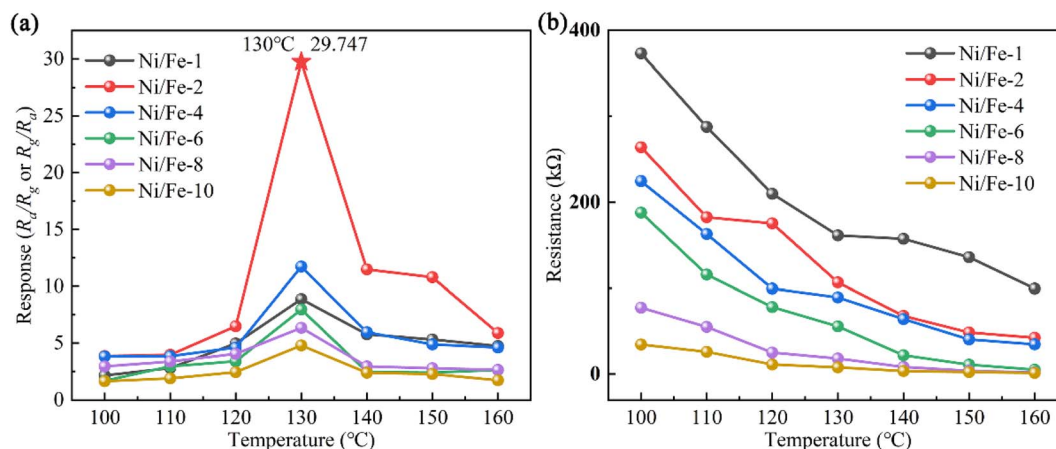 (a)
130℃ 29.747
Ni/Fe-1
Ni/Fe-2
Ni/Fe-4
Ni/Fe-6
Ni/Fe-8
Ni/Fe-10
30
25
20
15
10
5
0
Response (Ra/Rg or Rg/Ra)
100 110 120 130 140 150 160
Temperature (℃)
(b)
Ni/Fe-1
Ni/Fe-2
Ni/Fe-4
Ni/Fe-6
Ni/Fe-8
Ni/Fe-10
400
200
0
Resistance (kΩ)
100 110 120 130 140 150 160
Temperature (℃)